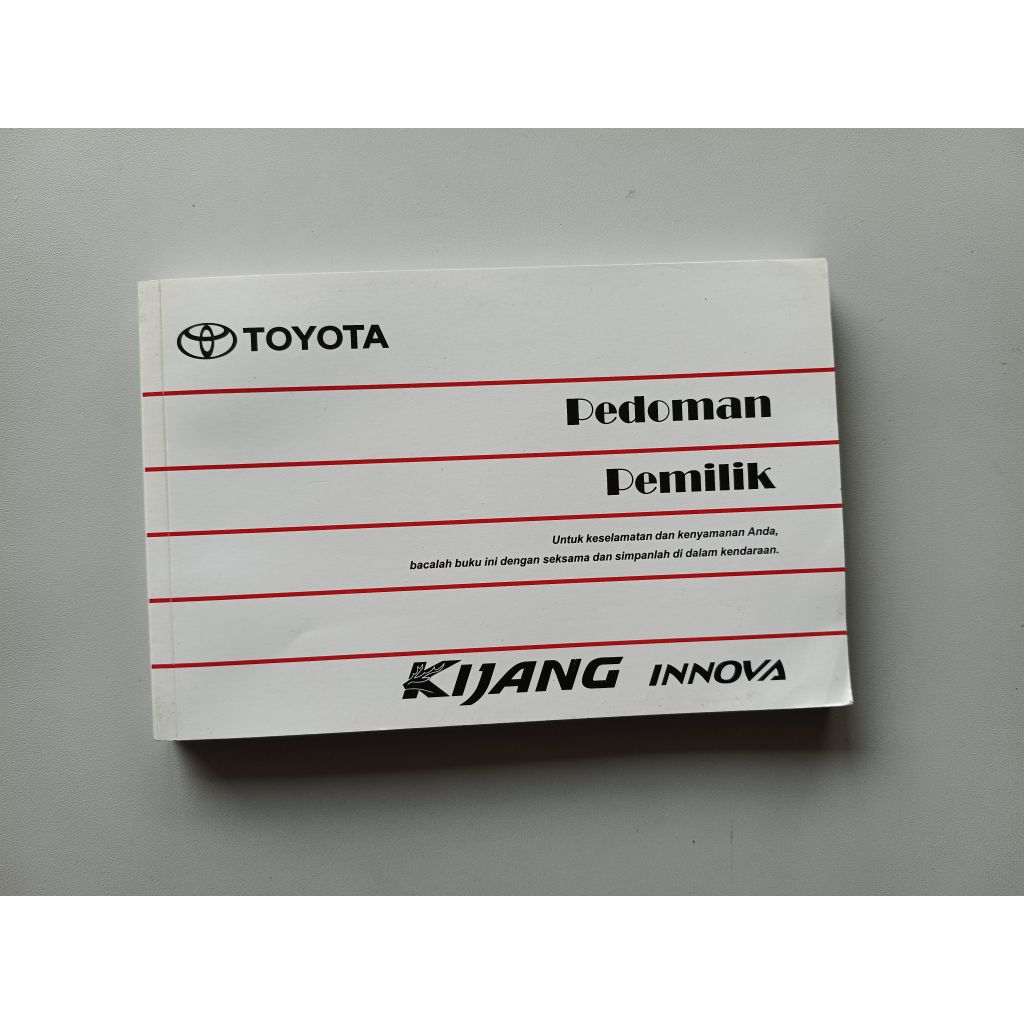 TOYOTA
Pedoman
Pemilik
Untuk keselamatan dan kenyamanan Anda,
bacalah buku ini dengan seksama dan simpanlah di dalam kendaraan.
KIJANG INNOVA